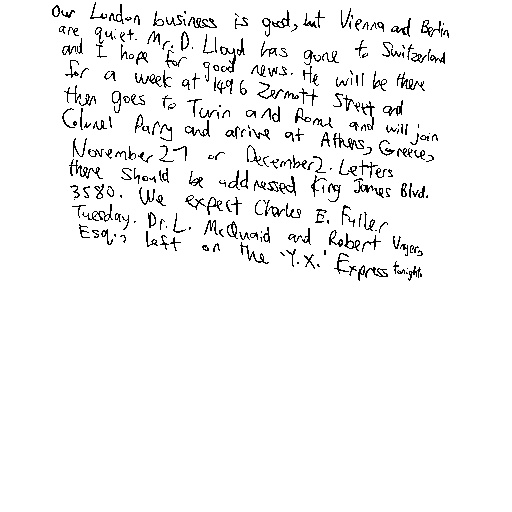 Our London business is good, but Vienna and Berlin
are quiet. Mr. D. Lloyd has gone to Switzerland
and I hope for good news. He will be there
for a week at 1496 Zermott Street and
then goes to Turin and Rome and will join
Colonel Parry and arrive at Athens, Greece,
November 27 or December 2. Letters
there should be addressed King James Blvd.
3580. We expect Charles E. Fuller
Tuesday. Dr. L. McQuaid and Robert Unger,
Esq., left on the 'Y.X.' Express tonight.